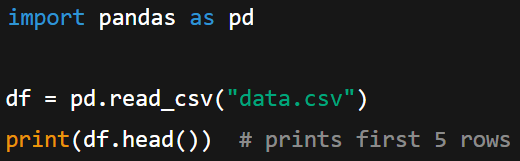 import pandas as pd
df = pd.read_csv("data.csv")
print(df.head())  # prints first 5 rows